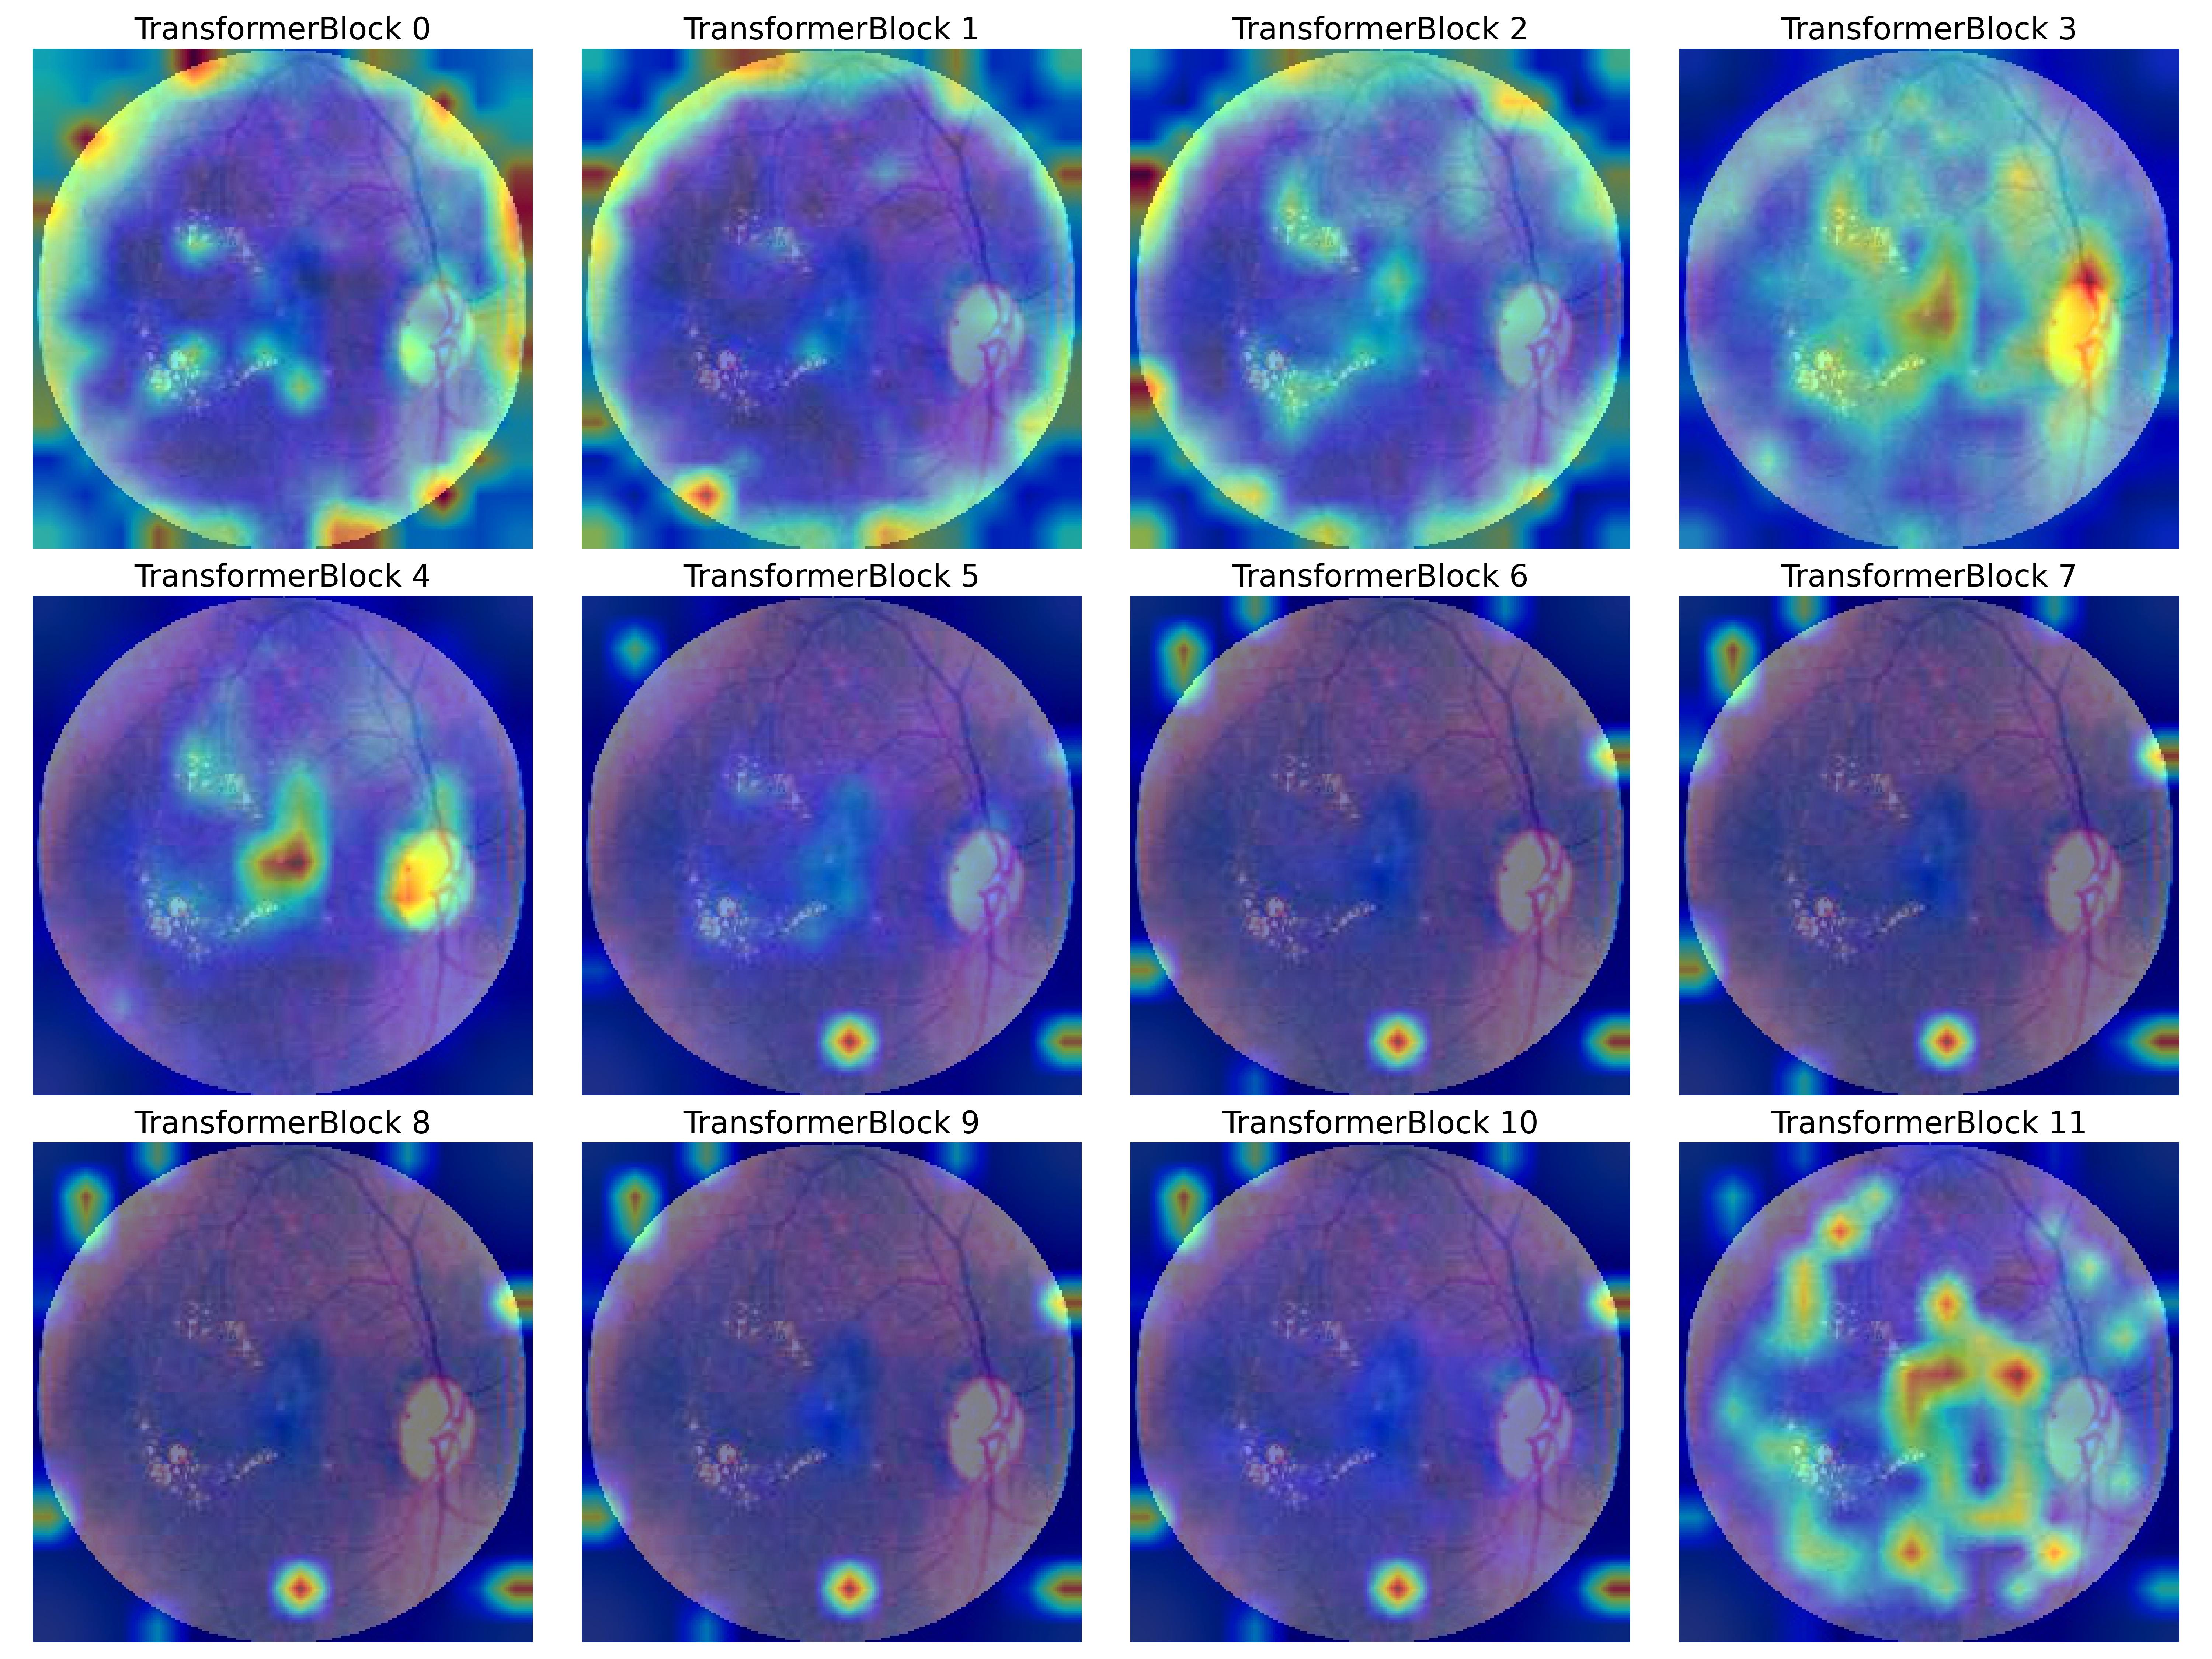 TransformerBlock 0
TransformerBlock 1
TransformerBlock 2
TransformerBlock 3
TransformerBlock 4
TransformerBlock 5
TransformerBlock 6
TransformerBlock 7
TransformerBlock 8
TransformerBlock 9
TransformerBlock 10
TransformerBlock 11